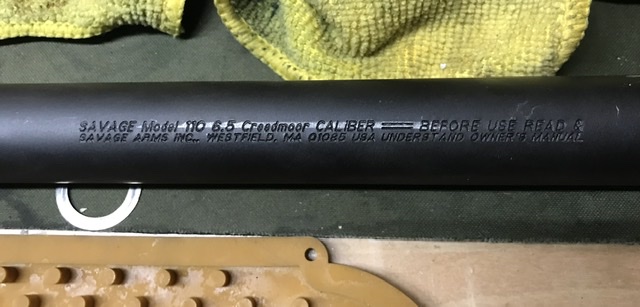 SAVAGE Model 110 6.5 Creedmoor CALIBER BEFORE USE READ &
SAVAGE ARMS INC., WESTFIELD, MA 01085 USA UNDERSTAND OWNER'S MANUAL